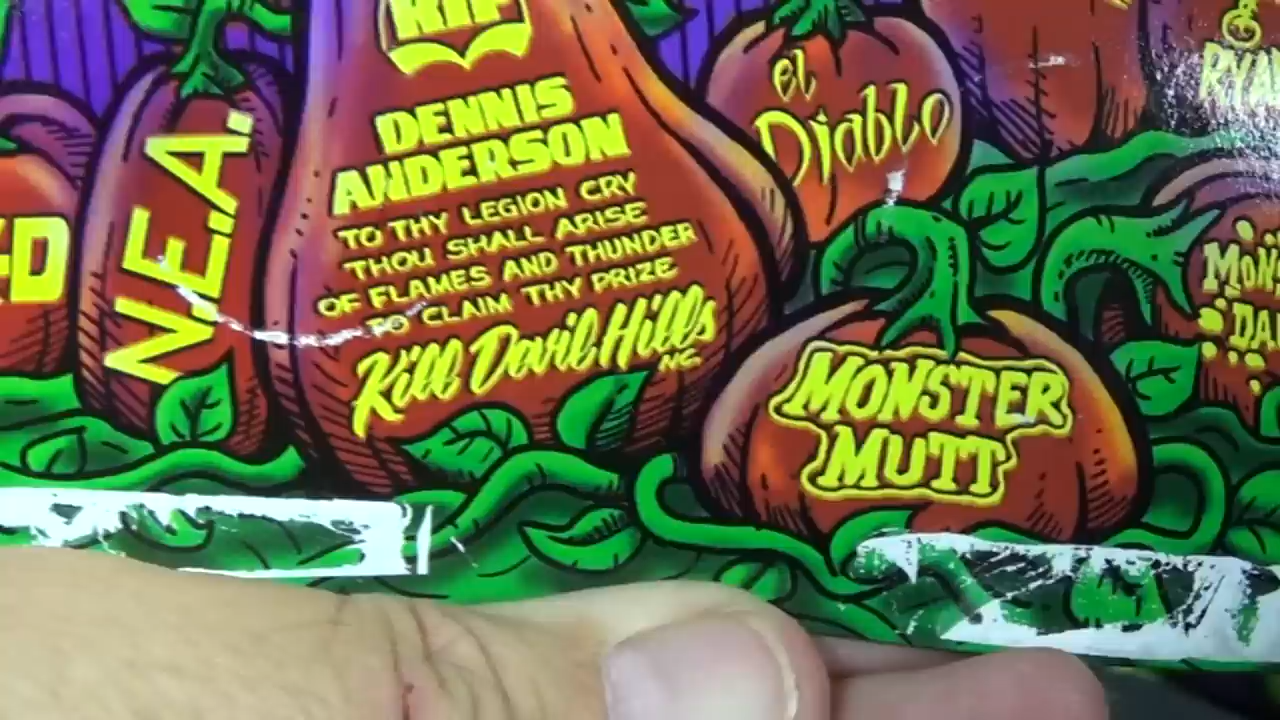 RIP
DENNIS
ANDERSON
TO THY LEGION CRY
THOU SHALL ARISE
OF FLAMES AND THUNDER
TO CLAIM THY PRIZE
Kill Devil Hills
NC.
N.E.A.
el
Diablo
MONSTER
MUTT